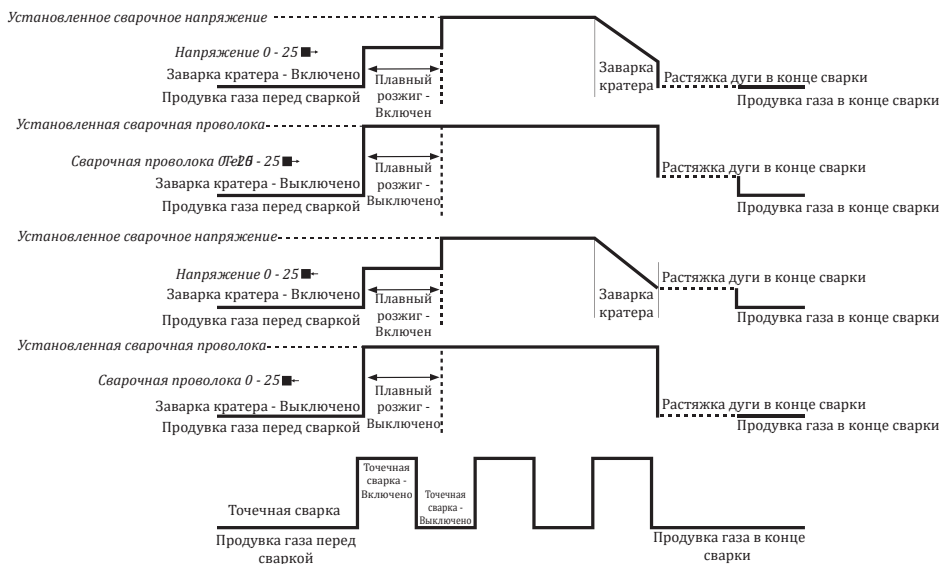 Установленное сварочное напряжение
Напряжение 0 - 25
Заварка кратера - Включено
Продувка газа перед сваркой
Плавный
розжиг -
Включен
Заварка
кратера
Растяжка дуги в конце сварки
Продувка газа в конце сварки
Установленная сварочная проволока
Сварочная проволока 0 - 25
Заварка кратера - Выключено
Продувка газа перед сваркой
Плавный
розжиг -
Выключено
Растяжка дуги в конце сварки
Продувка газа в конце сварки
Установленное сварочное напряжение
Напряжение 0 - 25
Заварка кратера - Включено
Продувка газа перед сваркой
Плавный
розжиг -
Включен
Заварка
кратера
Растяжка дуги в конце сварки
Продувка газа в конце сварки
Установленная сварочная проволока
Сварочная проволока 0 - 25
Заварка кратера - Выключено
Продувка газа перед сваркой
Плавный
розжиг -
Выключено
Растяжка дуги в конце сварки
Продувка газа в конце сварки
Точечная
сварка -
Включено
Точечная
сварка -
Выключено
Точечная сварка
Продувка газа перед
сваркой
Продувка газа в конце
сварки